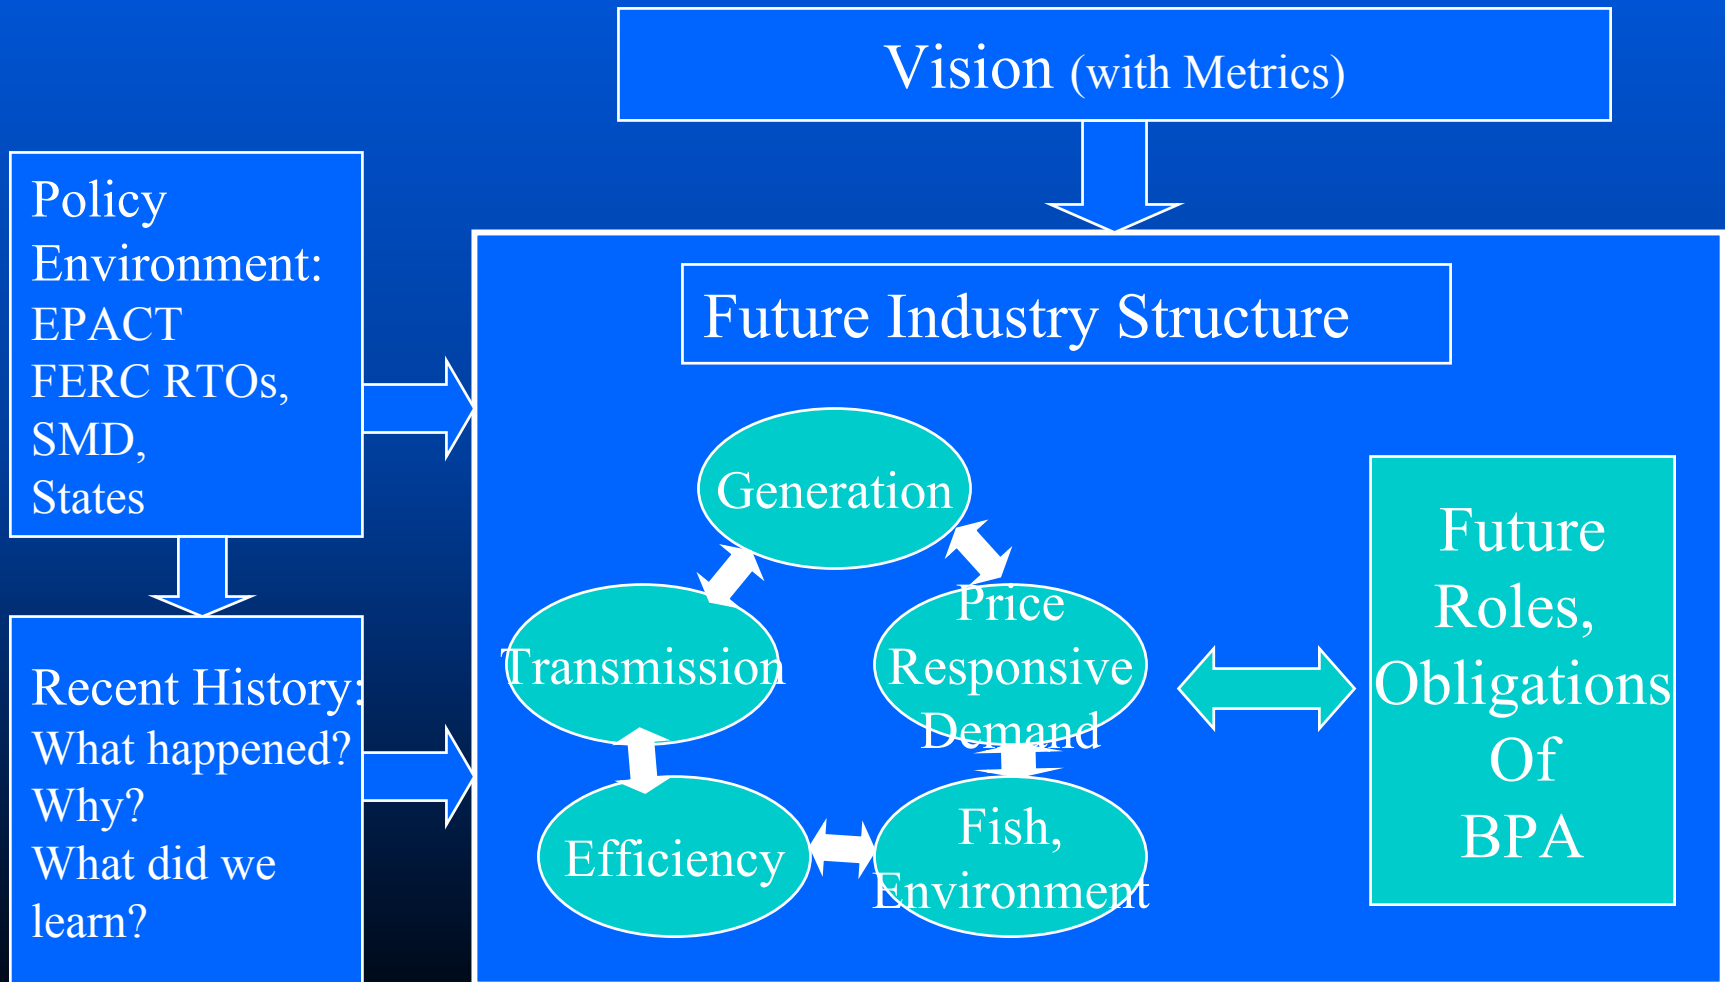 Vision (with Metrics)
Policy
Environment:
EPACT
FERC RTOs,
SMD,
States
Recent History:
What happened?
Why?
What did we
learn?
Future Industry Structure
Generation
Transmission
Price
Responsive
Demand
Efficiency
Fish,
Environment
Future
Roles,
Obligations
Of
BPA